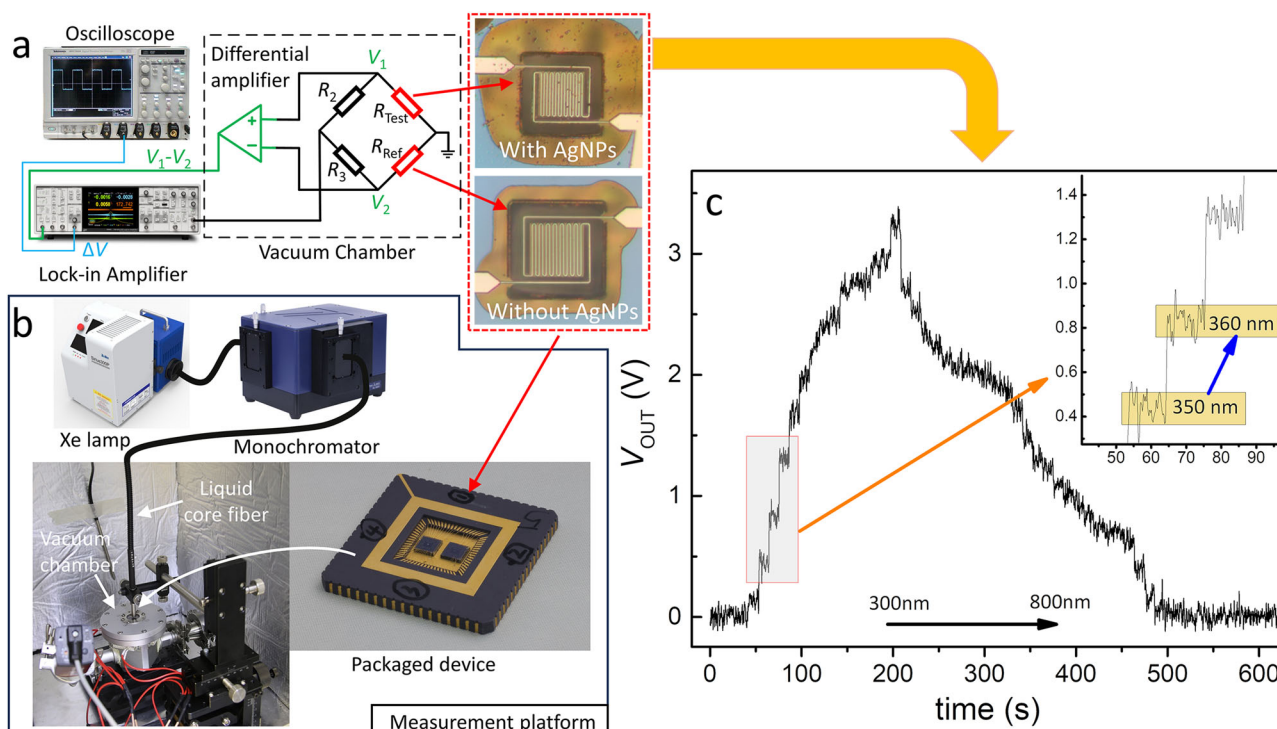 a
Oscilloscope
Differential
amplifier
V1
R2
RTest
V1-V2
RRef
R3
V2
ΔV
Lock-in Amplifier
Vacuum Chamber
With AgNPs
Without AgNPs
b
Xe lamp
Monochromator
Liquid
core fiber
Vacuum
chamber
Packaged device
Measurement platform
c
VOUT (V)
3
2
1
0
0
100
200
300
400
500
600
time (s)
300nm
800nm
1.4
1.2
1.0
0.8
0.6
0.4
50
60
70
80
90
360 nm
350 nm